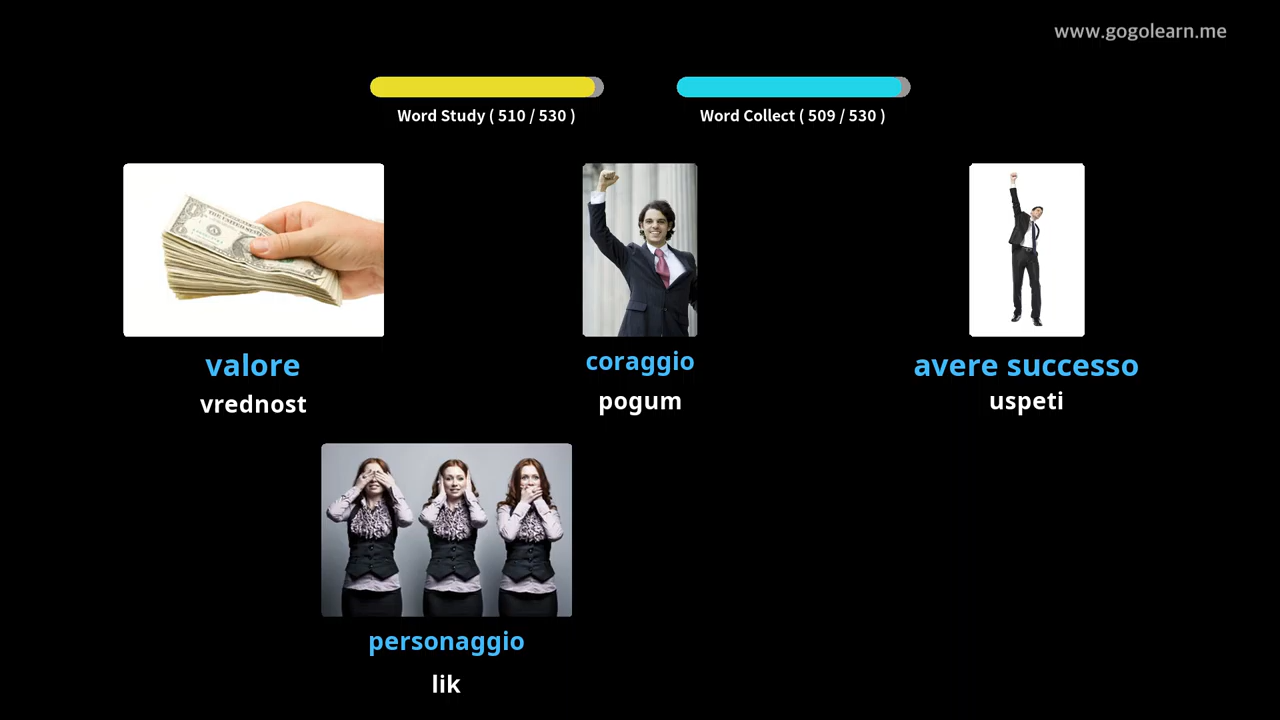 www.gogolearn.me
Word Study ( 510 / 530 )
Word Collect ( 509 / 530 )
valore
vrednost
coraggio
pogum
avere successo
uspeti
personaggio
lik